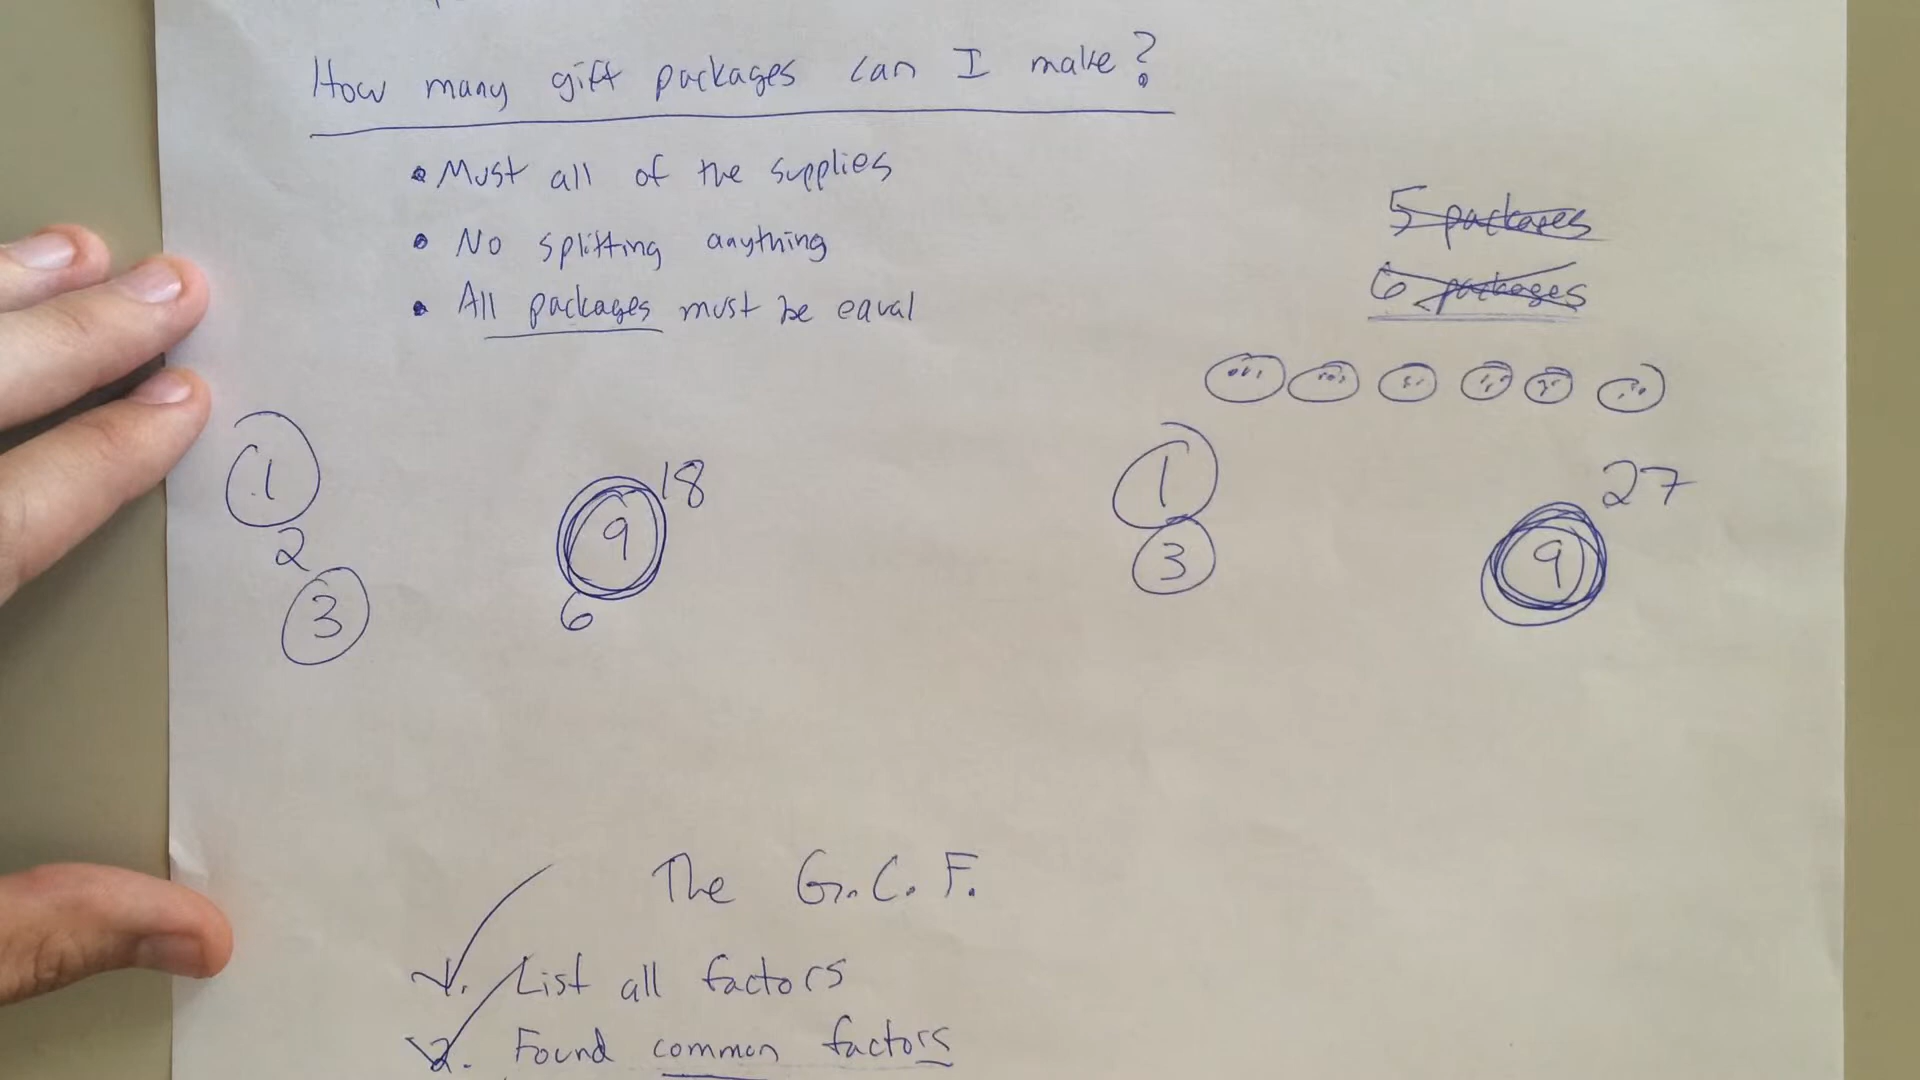 How many gift packages can I make?
• Must all of the supplies
• No splitting anything
• All packages must be equal
5 packages
6 packages
1
2
3
18
9
6
1
3
27
9
The G.C.F.
1. List all factors
2. Found common factors